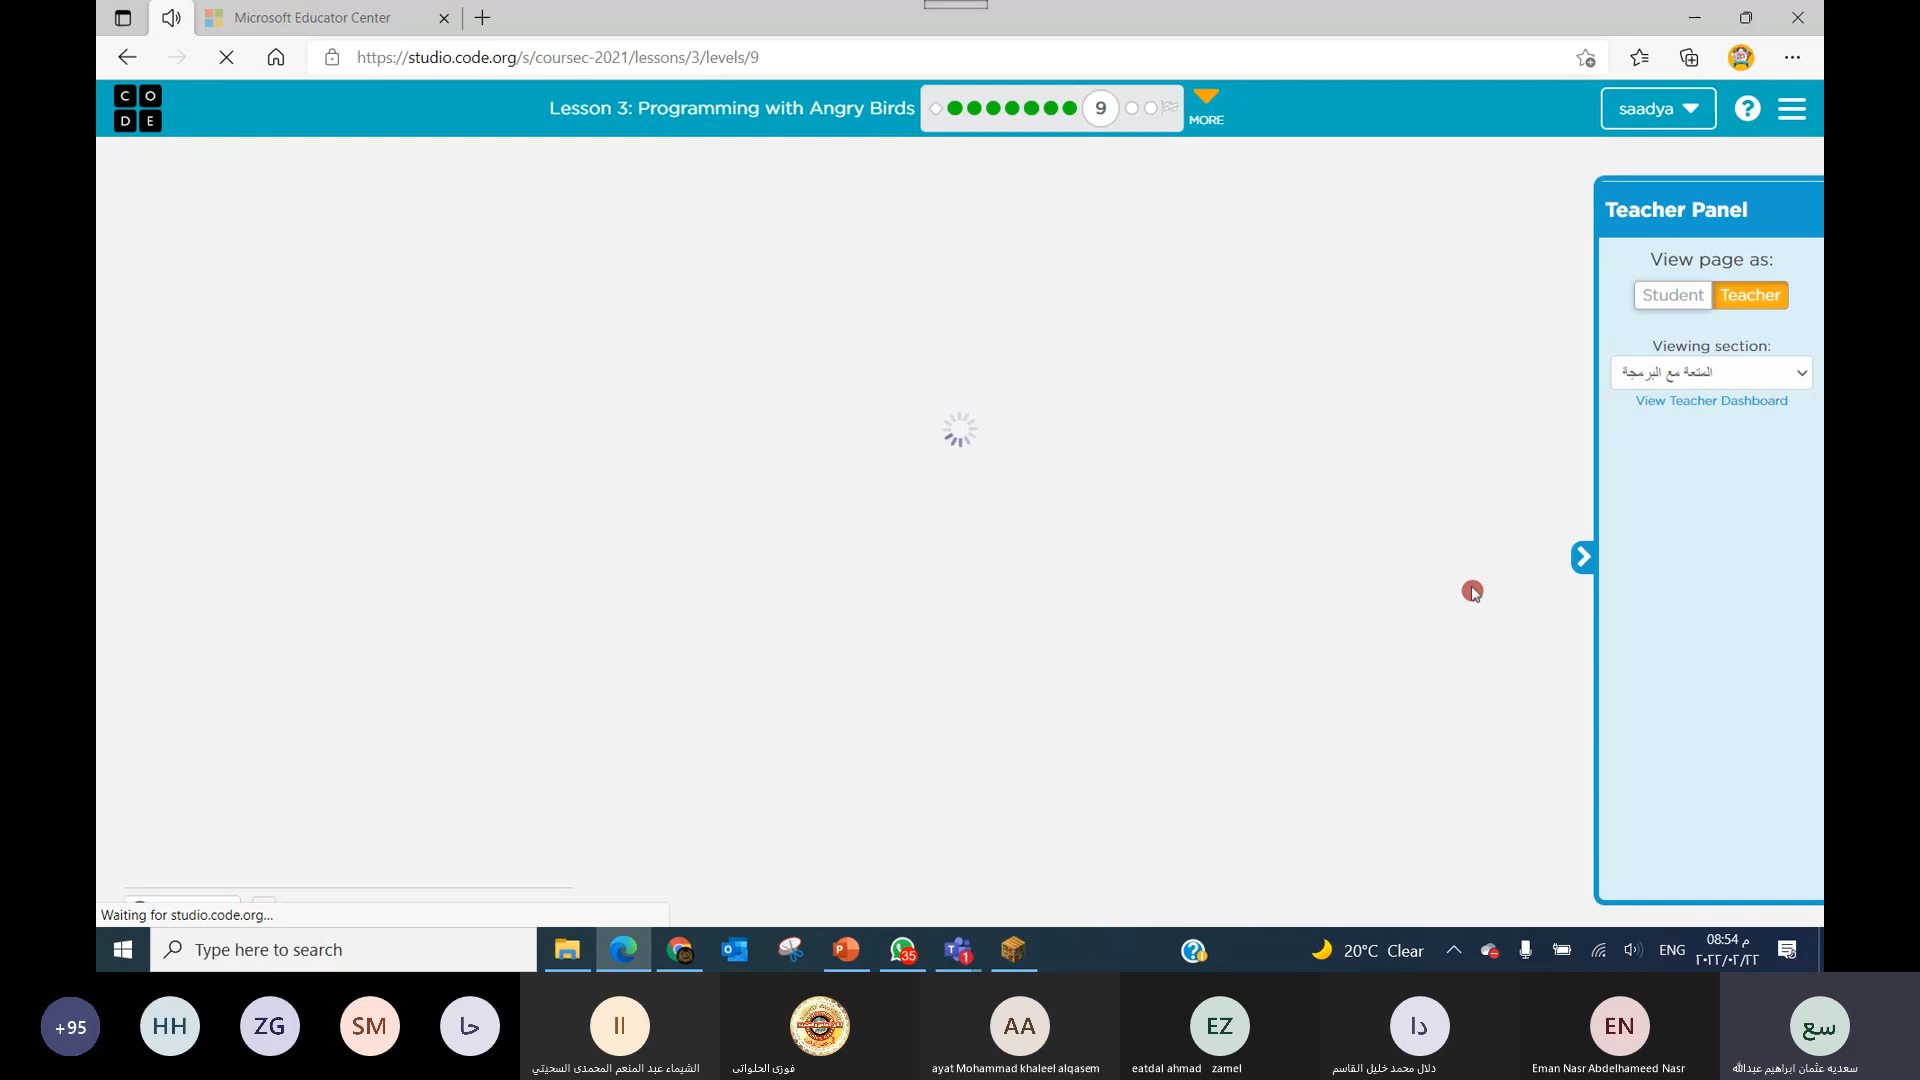 Microsoft Educator Center
https://studio.code.org/s/coursec-2021/lessons/3/levels/9
C O
D E
Lesson 3: Programming with Angry Birds
9
MORE
saadya
?
Teacher Panel
View page as:
Student Teacher
Viewing section:
المتعة مع البرمجة
View Teacher Dashboard
Waiting for studio.code.org...
Type here to search
35
1
20°C Clear
ENG
08:54 م
٢٠٢٢/٠٢/٢٢
+95
HH
ZG
SM
حا
اا
AA
EZ
دا
EN
سع
الشيماء عبد المنعم المحمدى السحيتي
فوزى الحلواتى
ayat Mohammad khaleel alqasem
eatdal ahmad zamel
دلال محمد خليل القاسم
Eman Nasr Abdelhameed Nasr
سعديه عثمان ابراهيم عبدالله